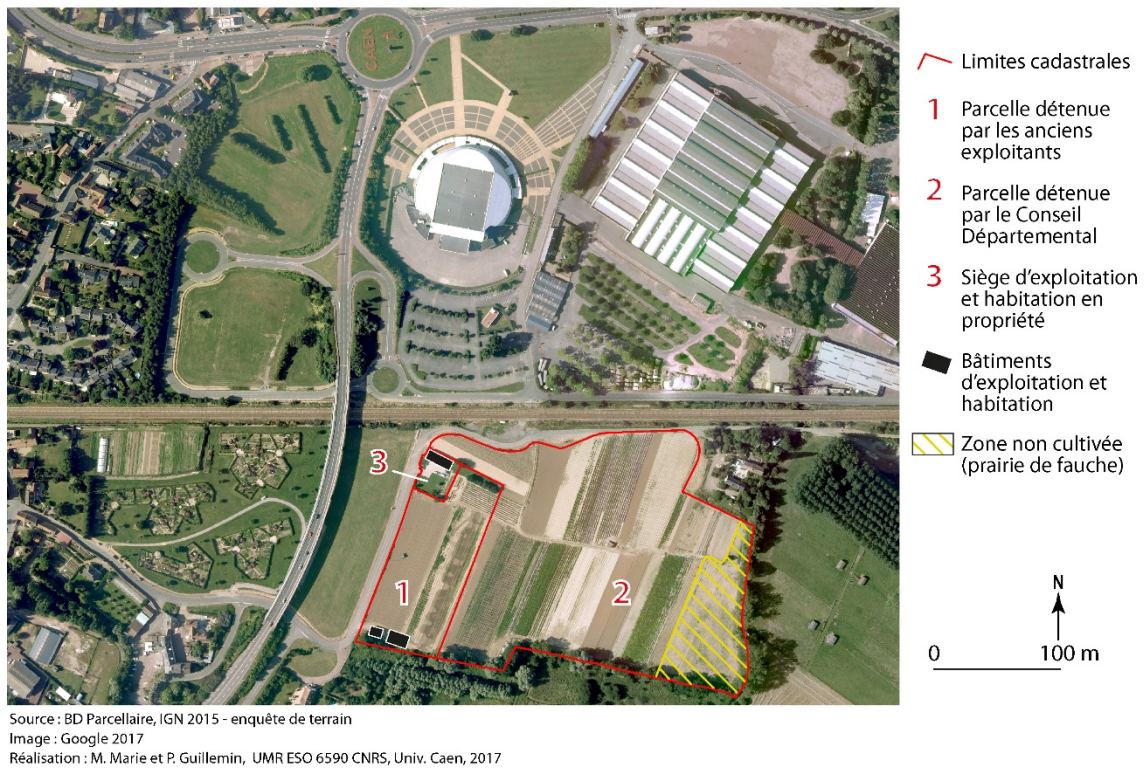 CAEN
3
1
2
Limites cadastrales
1 Parcelle détenue
par les anciens
exploitants
2 Parcelle détenue
par le Conseil
Départemental
3 Siège d'exploitation
et habitation en
propriété
Bâtiments
d'exploitation et
habitation
Zone non cultivée
(prairie de fauche)
N
0 100 m
Source : BD Parcellaire, IGN 2015 - enquête de terrain
Image : Google 2017
Réalisation : M. Marie et P. Guillemin, UMR ESO 6590 CNRS, Univ. Caen, 2017